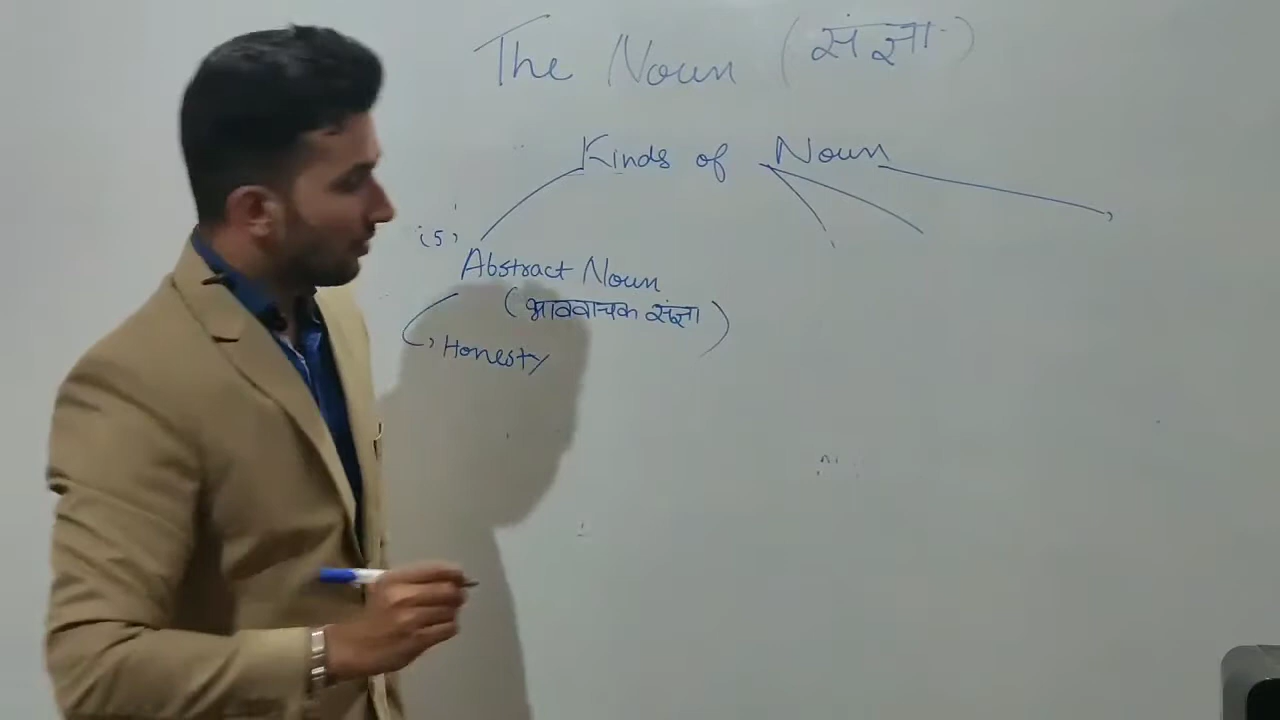 The Noun (संज्ञा)
Kinds of Noun
(5)
Abstract Noun
(भाववाचक संज्ञा)
Honesty